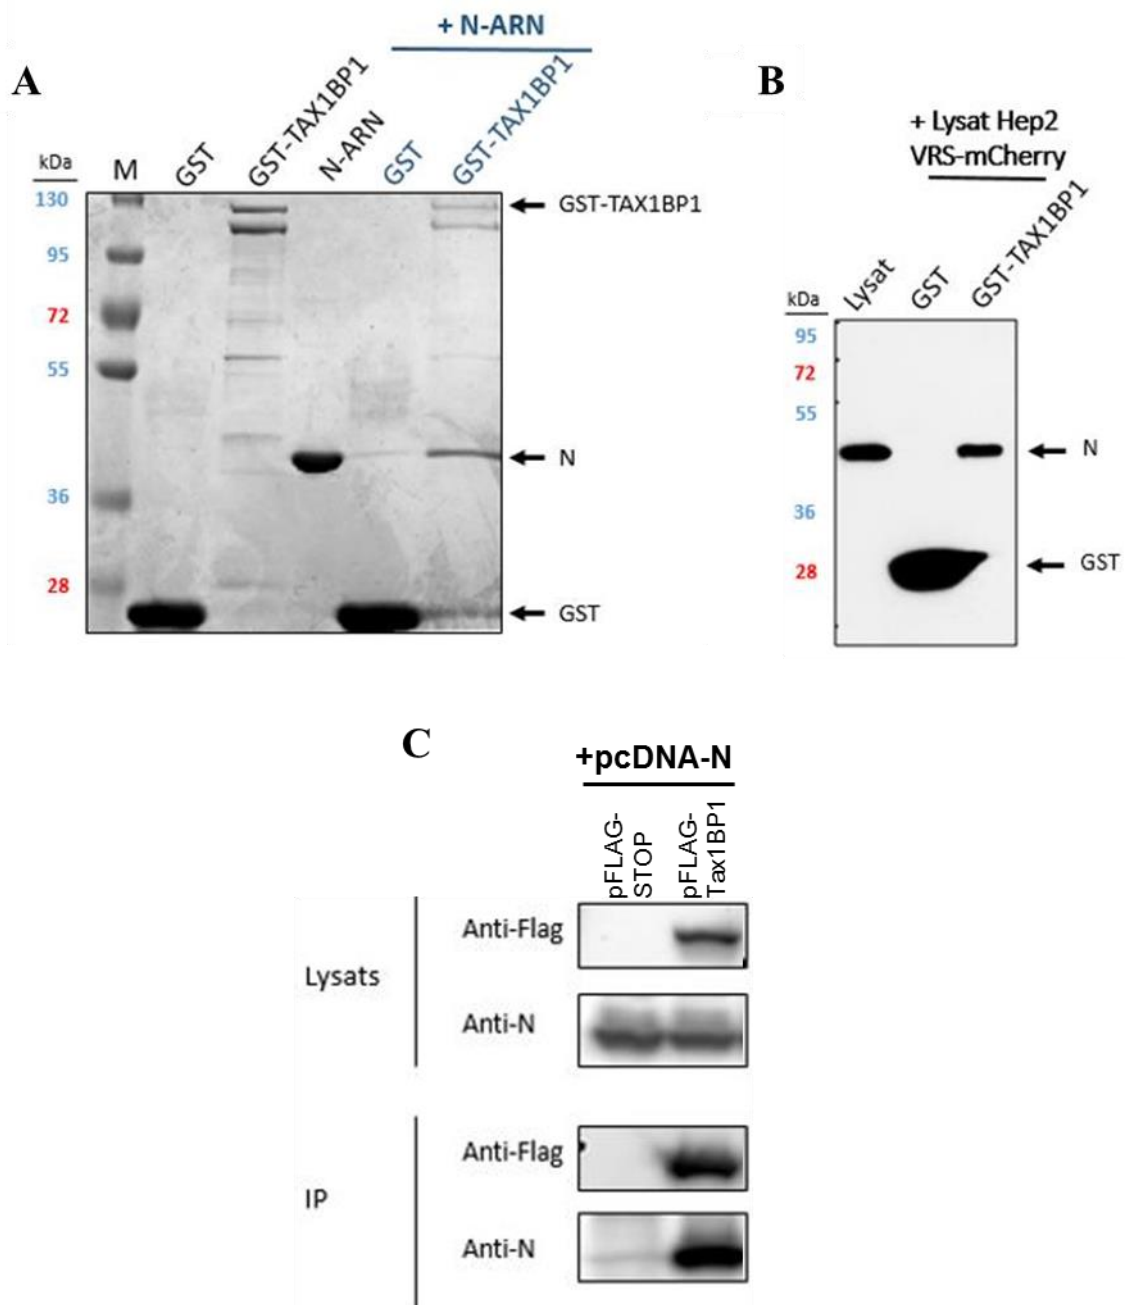 A
+ N-ARN
kDa
M
GST
GST-TAX1BP1
N-ARN
GST
GST-TAX1BP1
130
95
72
55
36
28
GST-TAX1BP1
N
GST
B
+ Lysat Hep2
VRS-mCherry
kDa
Lysat
GST
GST-TAX1BP1
95
72
55
36
28
N
GST
C
+pcDNA-N
pFLAG-
STOP
pFLAG-
Tax1BP1
Lysats
Anti-Flag
Anti-N
IP
Anti-Flag
Anti-N